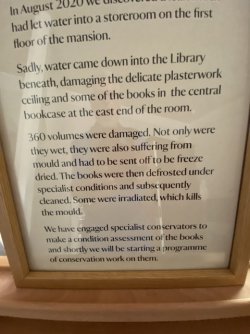 In August 2020 we discovered
had let water into a storeroom on the first
floor of the mansion.
Sadly, water came down into the Library
beneath, damaging the delicate plasterwork
ceiling and some of the books in the central
bookcase at the east end of the room.
360 volumes were damaged. Not only were
they wet, they were also suffering from
mould and had to be sent off to be freeze
dried. The books were then defrosted under
specialist conditions and subsequently
cleaned. Some were irradiated, which kills
the mould.
We have engaged specialist conservators to
make a condition assessment of the books
and shortly we will be starting a programme
of conservation work on them.